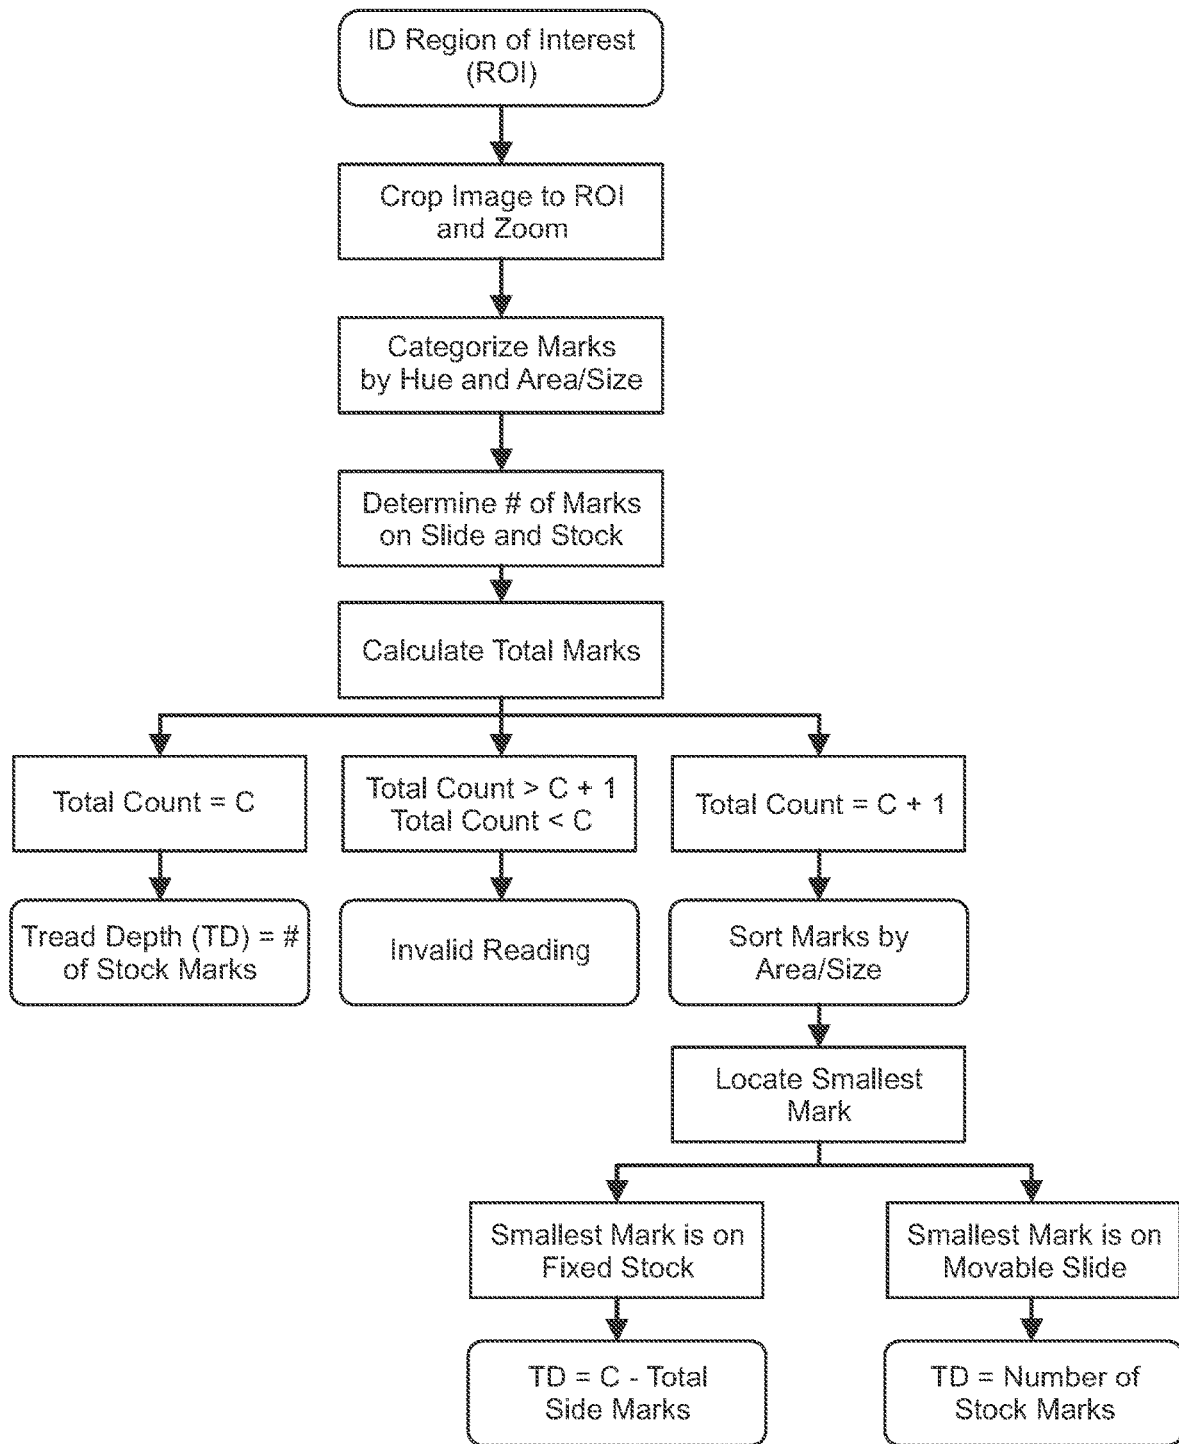 ID Region of Interest
(ROI)
Crop Image to ROI
and Zoom
Categorize Marks
by Hue and Area/Size
Determine # of Marks
on Slide and Stock
Calculate Total Marks
Total Count = C
Total Count > C + 1
Total Count < C
Total Count = C + 1
Tread Depth (TD) = #
of Stock Marks
Invalid Reading
Sort Marks by
Area/Size
Locate Smallest
Mark
Smallest Mark is on
Fixed Stock
Smallest Mark is on
Movable Slide
TD = C - Total
Side Marks
TD = Number of
Stock Marks